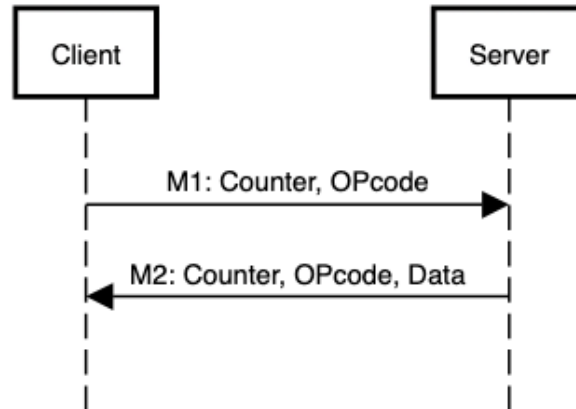 Client
Server
M1: Counter, OPcode
M2: Counter, OPcode, Data